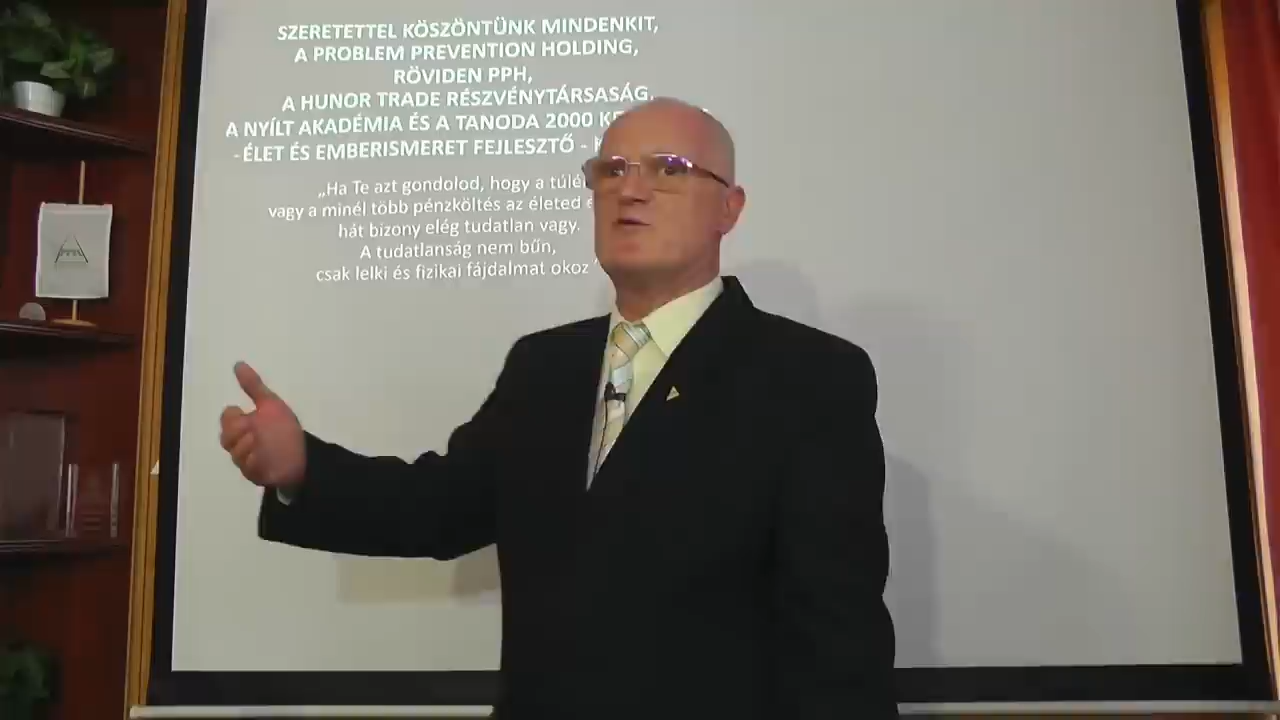 SZERETETTEL KÖSZÖNTÜNK MINDENKIT,
A PROBLEM PREVENTION HOLDING,
RÖVIDEN PPH,
A HUNOR TRADE RÉSZVÉNYTÁRSASÁG,
A NYÍLT AKADÉMIA ÉS A TANODA 2000
- ÉLET ÉS EMBERISMERET FEJLESZTŐ -
„Ha Te azt gondolod, hogy a
vagy a minél több pénzköltés az életed
hát bizony elég tudatlan vagy.
A tudatlanság nem bűn,
csak lelki és fizikai fájdalmat okoz"